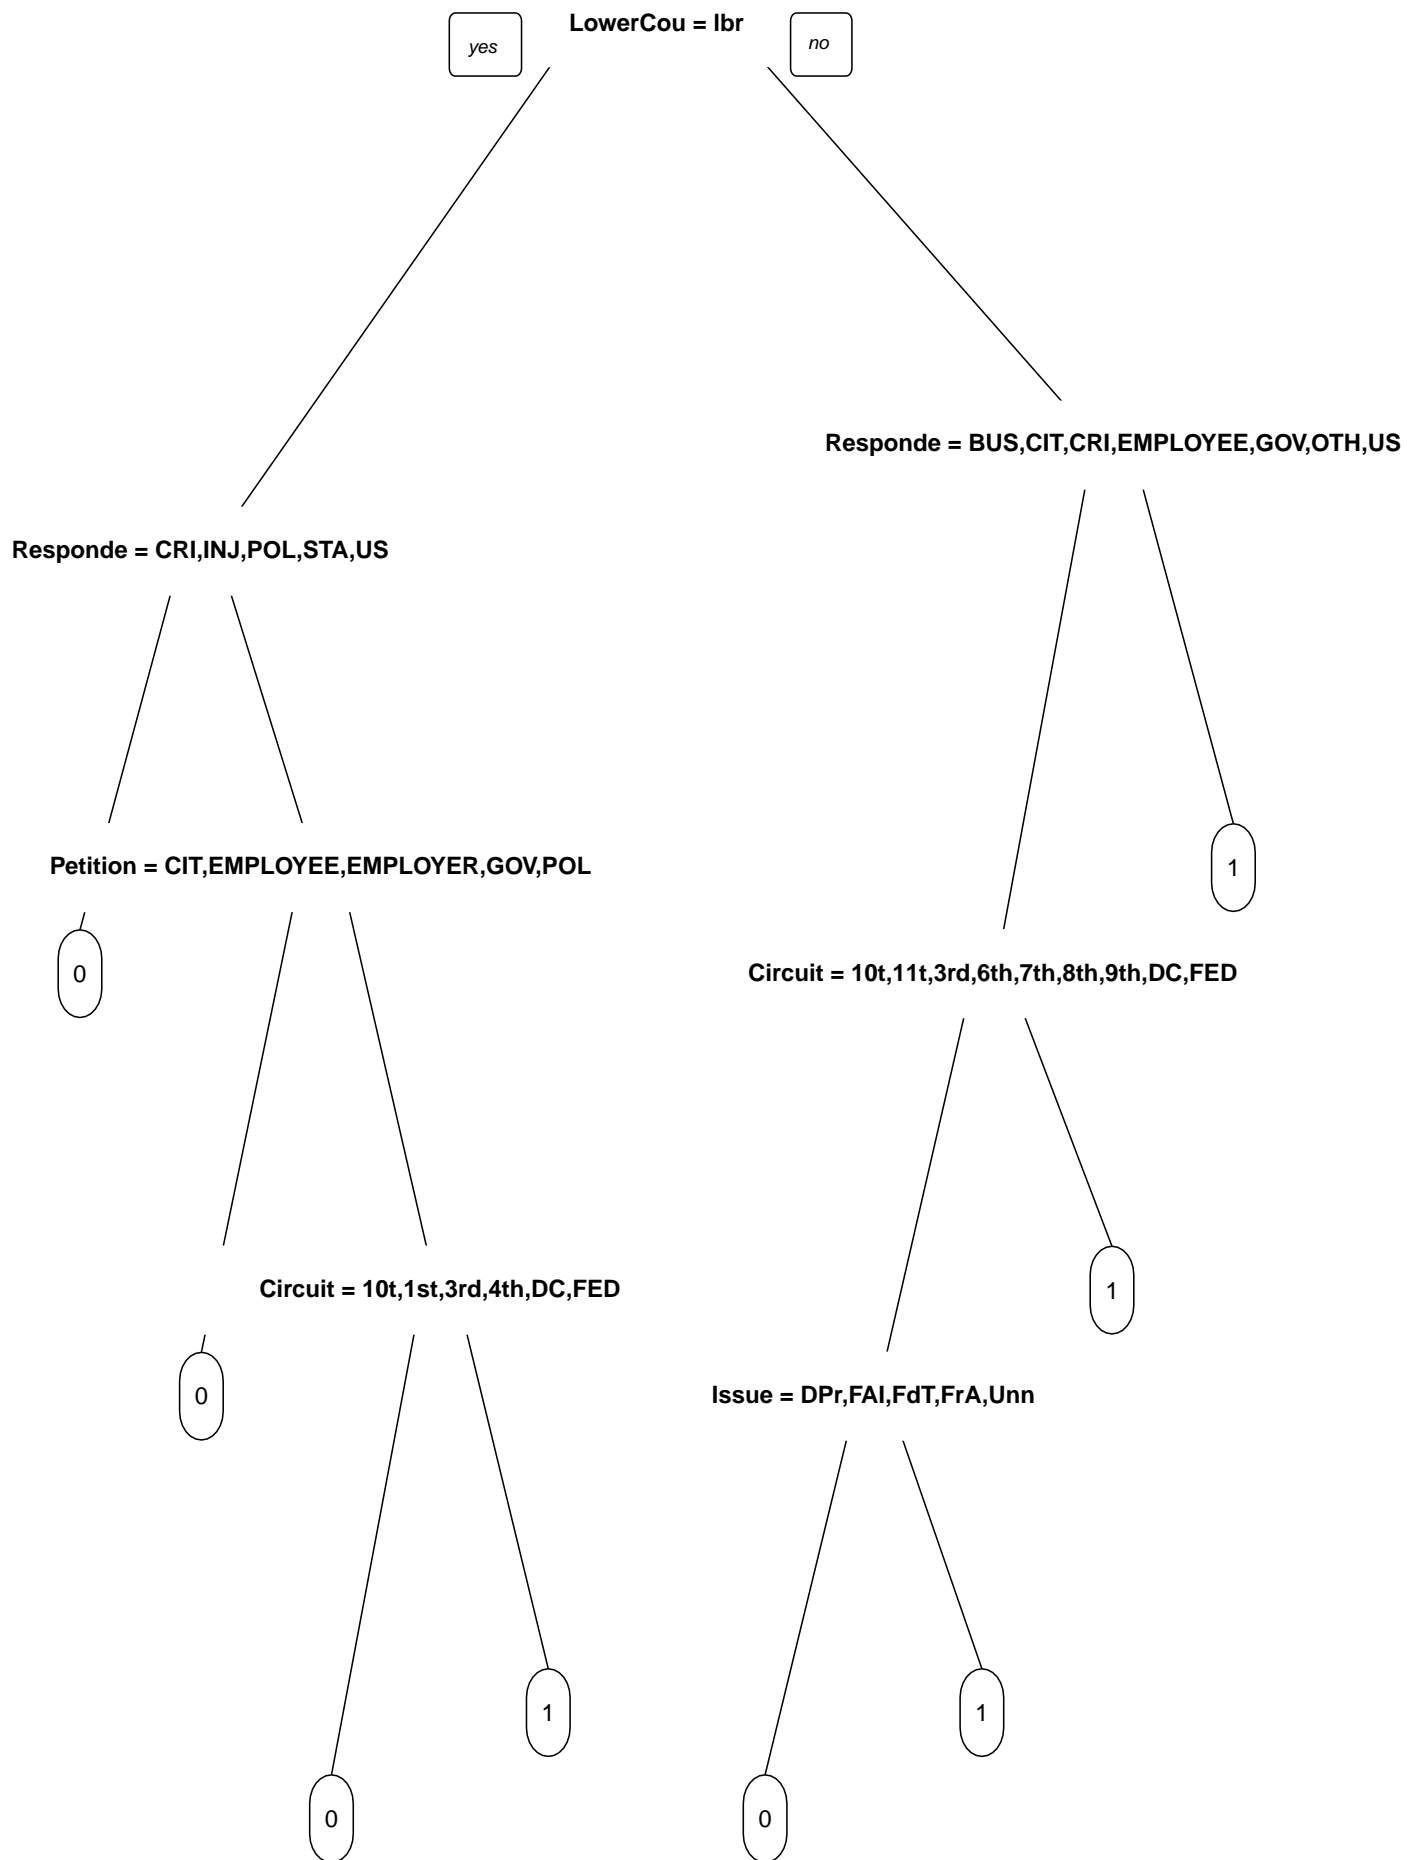 LowerCou = lbr
yes
no
Responde = BUS,CIT,CRI,EMPLOYEE,GOV,OTH,US
Responde = CRI,INJ,POL,STA,US
Petition = CIT,EMPLOYEE,EMPLOYER,GOV,POL
1
0
Circuit = 10t,11t,3rd,6th,7th,8th,9th,DC,FED
Circuit = 10t,1st,3rd,4th,DC,FED
1
0
Issue = DPr,FAI,FdT,FrA,Unn
1
1
0
0